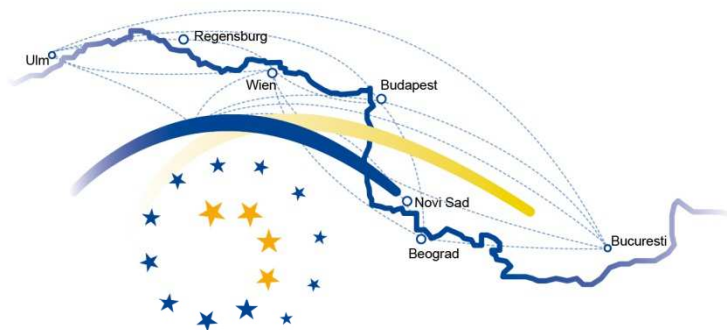 Ulm
Regensburg
Wien
Budapest
Novi Sad
Beograd
Bucuresti